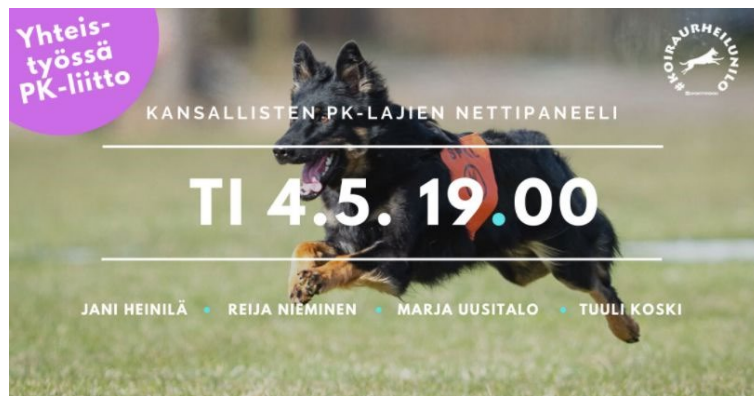 Yhteis-
työssä
PK-liitto
#KOIRAURHEILUNILO
KANSALLISTEN PK-LAJIEN NETTIPANEELI
TI 4.5. 19.00
JANI HEINILÄ • REIJA NIEMINEN • MARJA UUSITALO • TUULI KOSKI